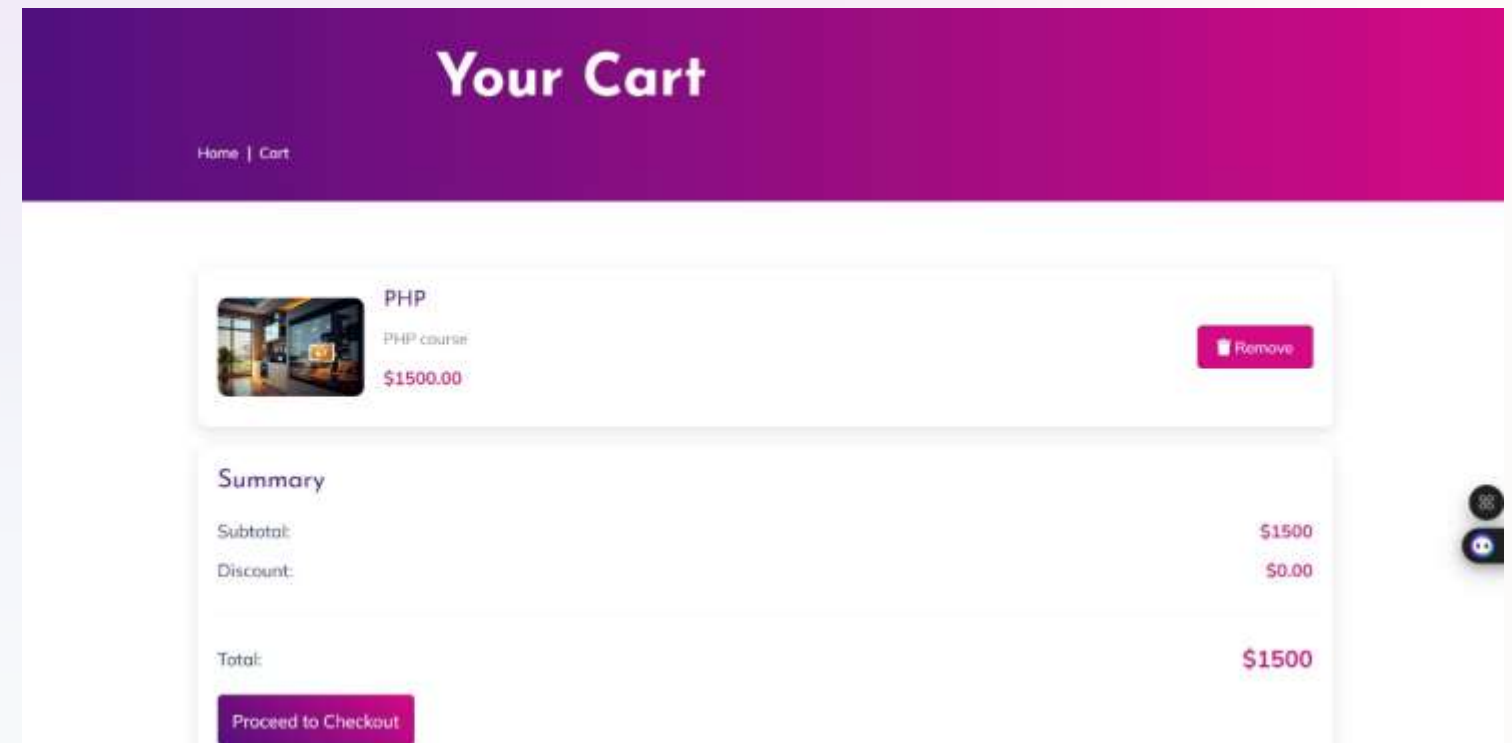 Your Cart
Home | Cart
PHP
PHP course
$1500.00
Remove
Summary
Subtotal: $1500
Discount: $0.00
Total: $1500
Proceed to Checkout